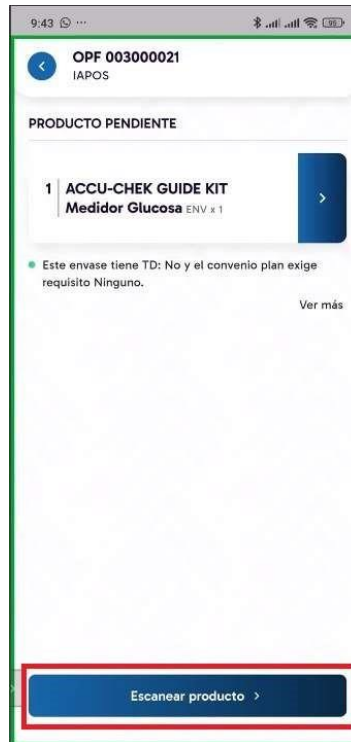 9:43 ...
95
OPF 003000021
IAPOS
PRODUCTO PENDIENTE
1 ACCU-CHEK GUIDE KIT
Medidor Glucosa ENV x 1
Este envase tiene TD: No y el convenio plan exige
requisito Ninguno.
Ver más
Escanear producto